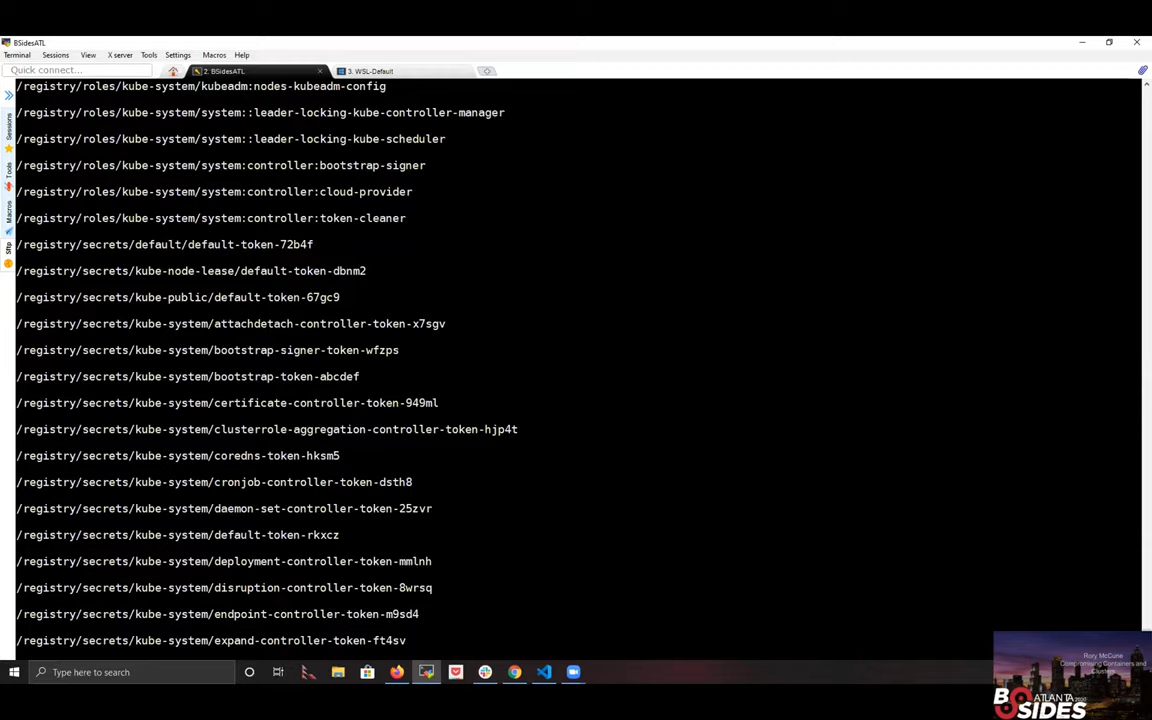 BSidesATL
Terminal Sessions View X server Tools Settings Macros Help
Quick connect...
2. BSidesATL
3. WSL-Default
Sessions
Tools
Macros
Sftp
/registry/roles/kube-system/kubeadm:nodes-kubeadm-config
/registry/roles/kube-system/system::leader-locking-kube-controller-manager
/registry/roles/kube-system/system::leader-locking-kube-scheduler
/registry/roles/kube-system/system:controller:bootstrap-signer
/registry/roles/kube-system/system:controller:cloud-provider
/registry/roles/kube-system/system:controller:token-cleaner
/registry/secrets/default/default-token-72b4f
/registry/secrets/kube-node-lease/default-token-dbnm2
/registry/secrets/kube-public/default-token-67gc9
/registry/secrets/kube-system/attachdetach-controller-token-x7sgv
/registry/secrets/kube-system/bootstrap-signer-token-wfzps
/registry/secrets/kube-system/bootstrap-token-abcdef
/registry/secrets/kube-system/certificate-controller-token-949ml
/registry/secrets/kube-system/clusterrole-aggregation-controller-token-hjp4t
/registry/secrets/kube-system/coredns-token-hksm5
/registry/secrets/kube-system/cronjob-controller-token-dsth8
/registry/secrets/kube-system/daemon-set-controller-token-25zvr
/registry/secrets/kube-system/default-token-rkxcz
/registry/secrets/kube-system/deployment-controller-token-mmlnh
/registry/secrets/kube-system/disruption-controller-token-8wrsq
/registry/secrets/kube-system/endpoint-controller-token-m9sd4
/registry/secrets/kube-system/expand-controller-token-ft4sv
Type here to search
Rory McCune
Compromising Containers and
Clusters
BSIDES
ATLANTA